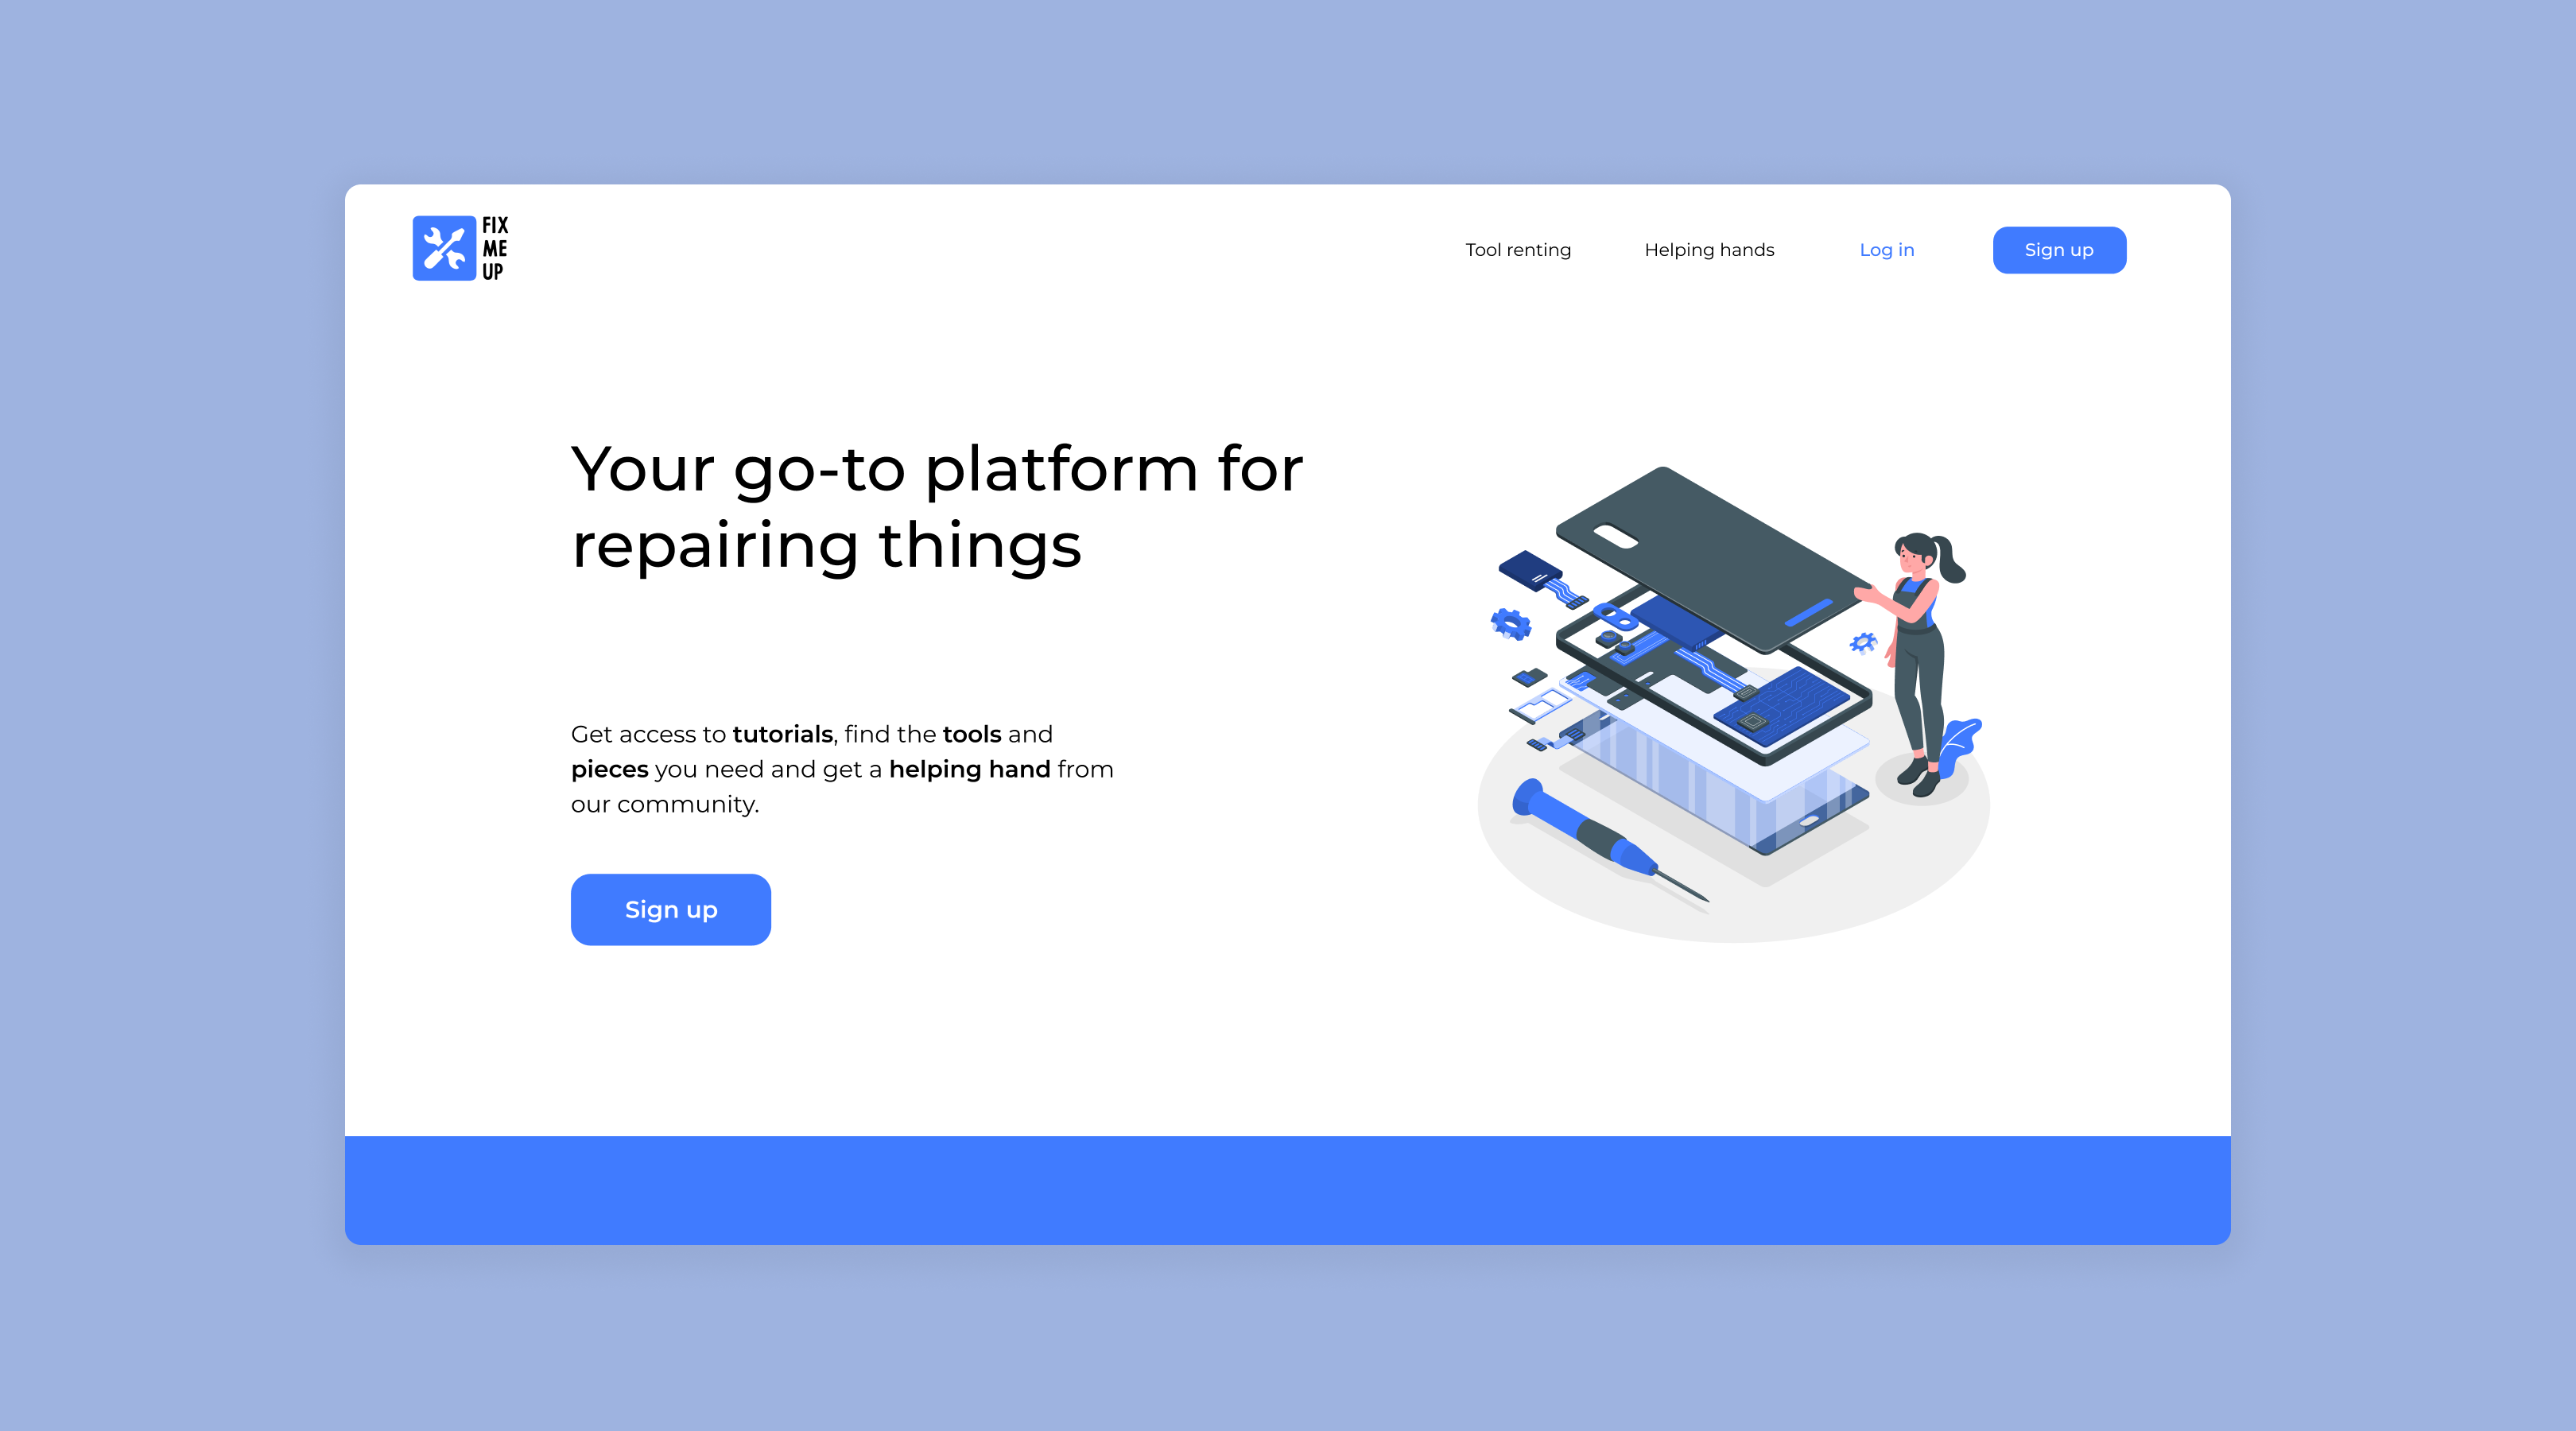 FIX
ME
UP
Tool renting
Helping hands
Log in
Sign up
Your go-to platform for
repairing things
Get access to tutorials, find the tools and
pieces you need and get a helping hand from
our community.
Sign up